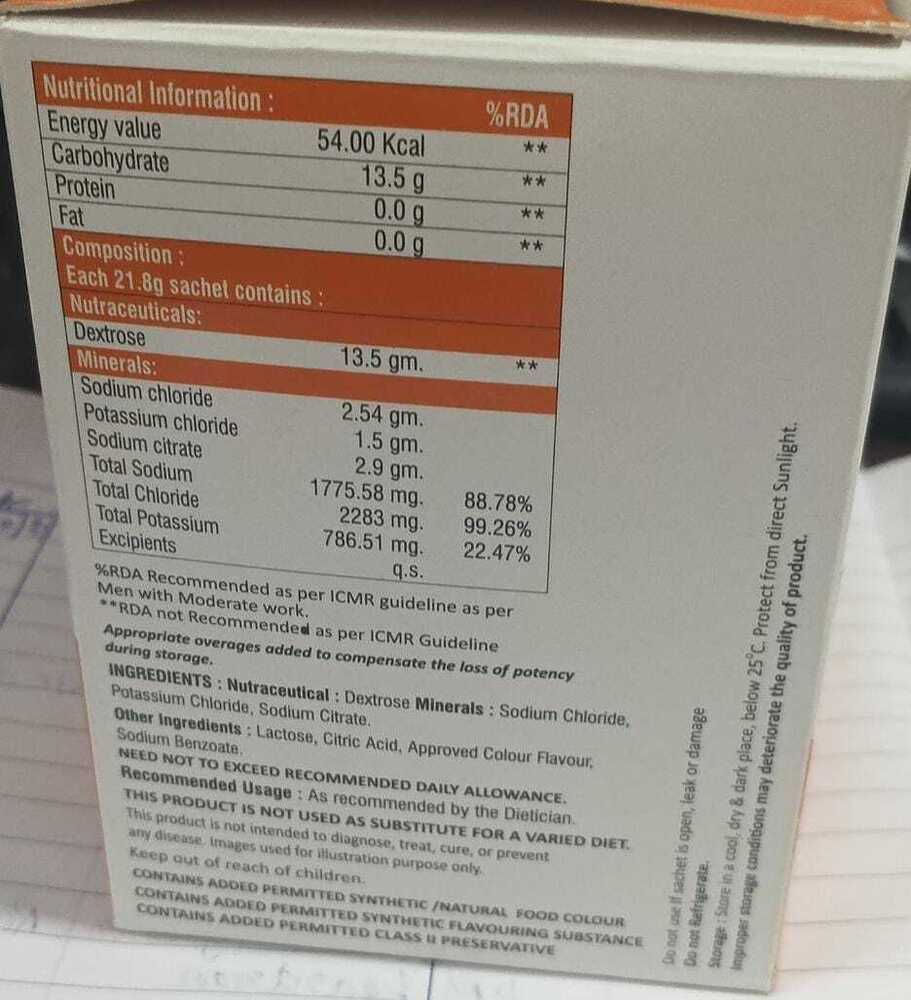 Nutritional Information : %RDA
Energy value 54.00 Kcal **
Carbohydrate 13.5 g **
Protein 0.0 g **
Fat 0.0 g **
Composition :
Each 21.8g sachet contains :
Nutraceuticals:
Dextrose 13.5 gm. **
Minerals:
Sodium chloride 2.54 gm.
Potassium chloride 1.5 gm.
Sodium citrate 2.9 gm.
Total Sodium 1775.58 mg. 88.78%
Total Chloride 2283 mg. 99.26%
Total Potassium 786.51 mg. 22.47%
Excipients q.s.
%RDA Recommended as per ICMR guideline as per
Men with Moderate work.
**RDA not Recommended as per ICMR Guideline
Appropriate overages added to compensate the loss of potency
during storage.
INGREDIENTS : Nutraceutical : Dextrose Minerals : Sodium Chloride,
Potassium Chloride, Sodium Citrate.
Other Ingredients : Lactose, Citric Acid, Approved Colour Flavour,
Sodium Benzoate.
NEED NOT TO EXCEED RECOMMENDED DAILY ALLOWANCE.
Recommended Usage : As recommended by the Dietician.
THIS PRODUCT IS NOT USED AS SUBSTITUTE FOR A VARIED DIET.
This product is not intended to diagnose, treat, cure, or prevent
any disease. Images used for illustration purpose only.
Keep out of reach of children.
CONTAINS ADDED PERMITTED SYNTHETIC /NATURAL FOOD COLOUR
CONTAINS ADDED PERMITTED SYNTHETIC FLAVOURING SUBSTANCE
CONTAINS ADDED PERMITTED CLASS II PRESERVATIVE
Do not use if sachet is open, leak or damage
Do not Refrigerate.
Storage : Store in a cool, dry & dark place, below 25°C. Protect from direct Sunlight.
Improper storage conditions may deteriorate the quality of product.